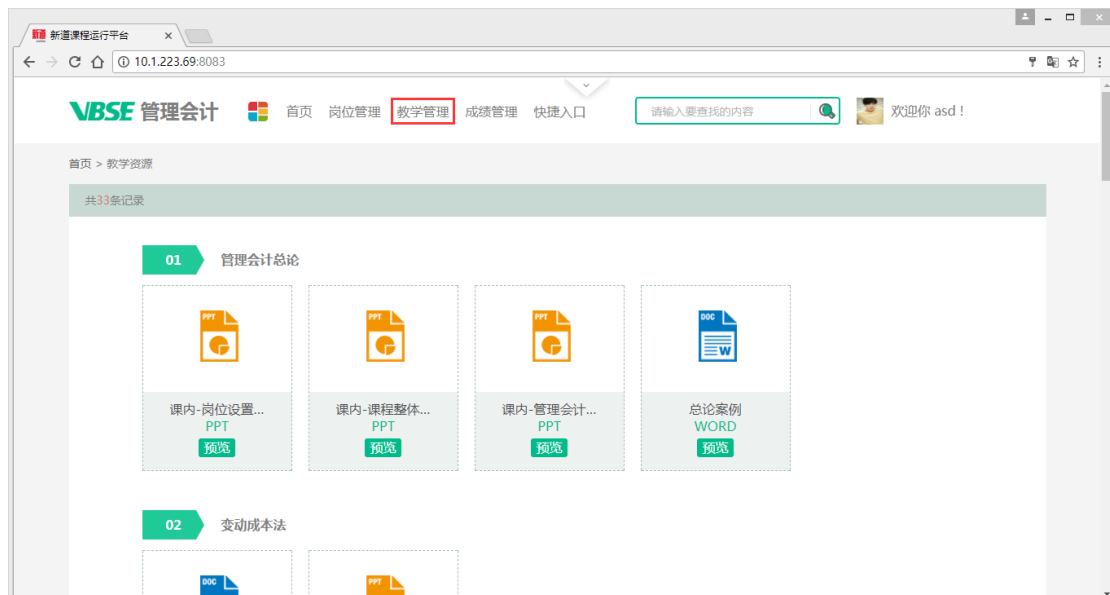 新道课程运行平台
10.1.223.69:8083
VBSE 管理会计 首页 岗位管理 教学管理 成绩管理 快捷入口 请输入要查找的内容 欢迎你 asd！
首页 > 教学资源
共33条记录
01 管理会计总论
PPT PPT PPT DOC
W
课内-岗位设置... 课内-课程整体... 课内-管理会计... 总论案例
PPT PPT PPT WORD
预览 预览 预览 预览
02 变动成本法
DOC PPT